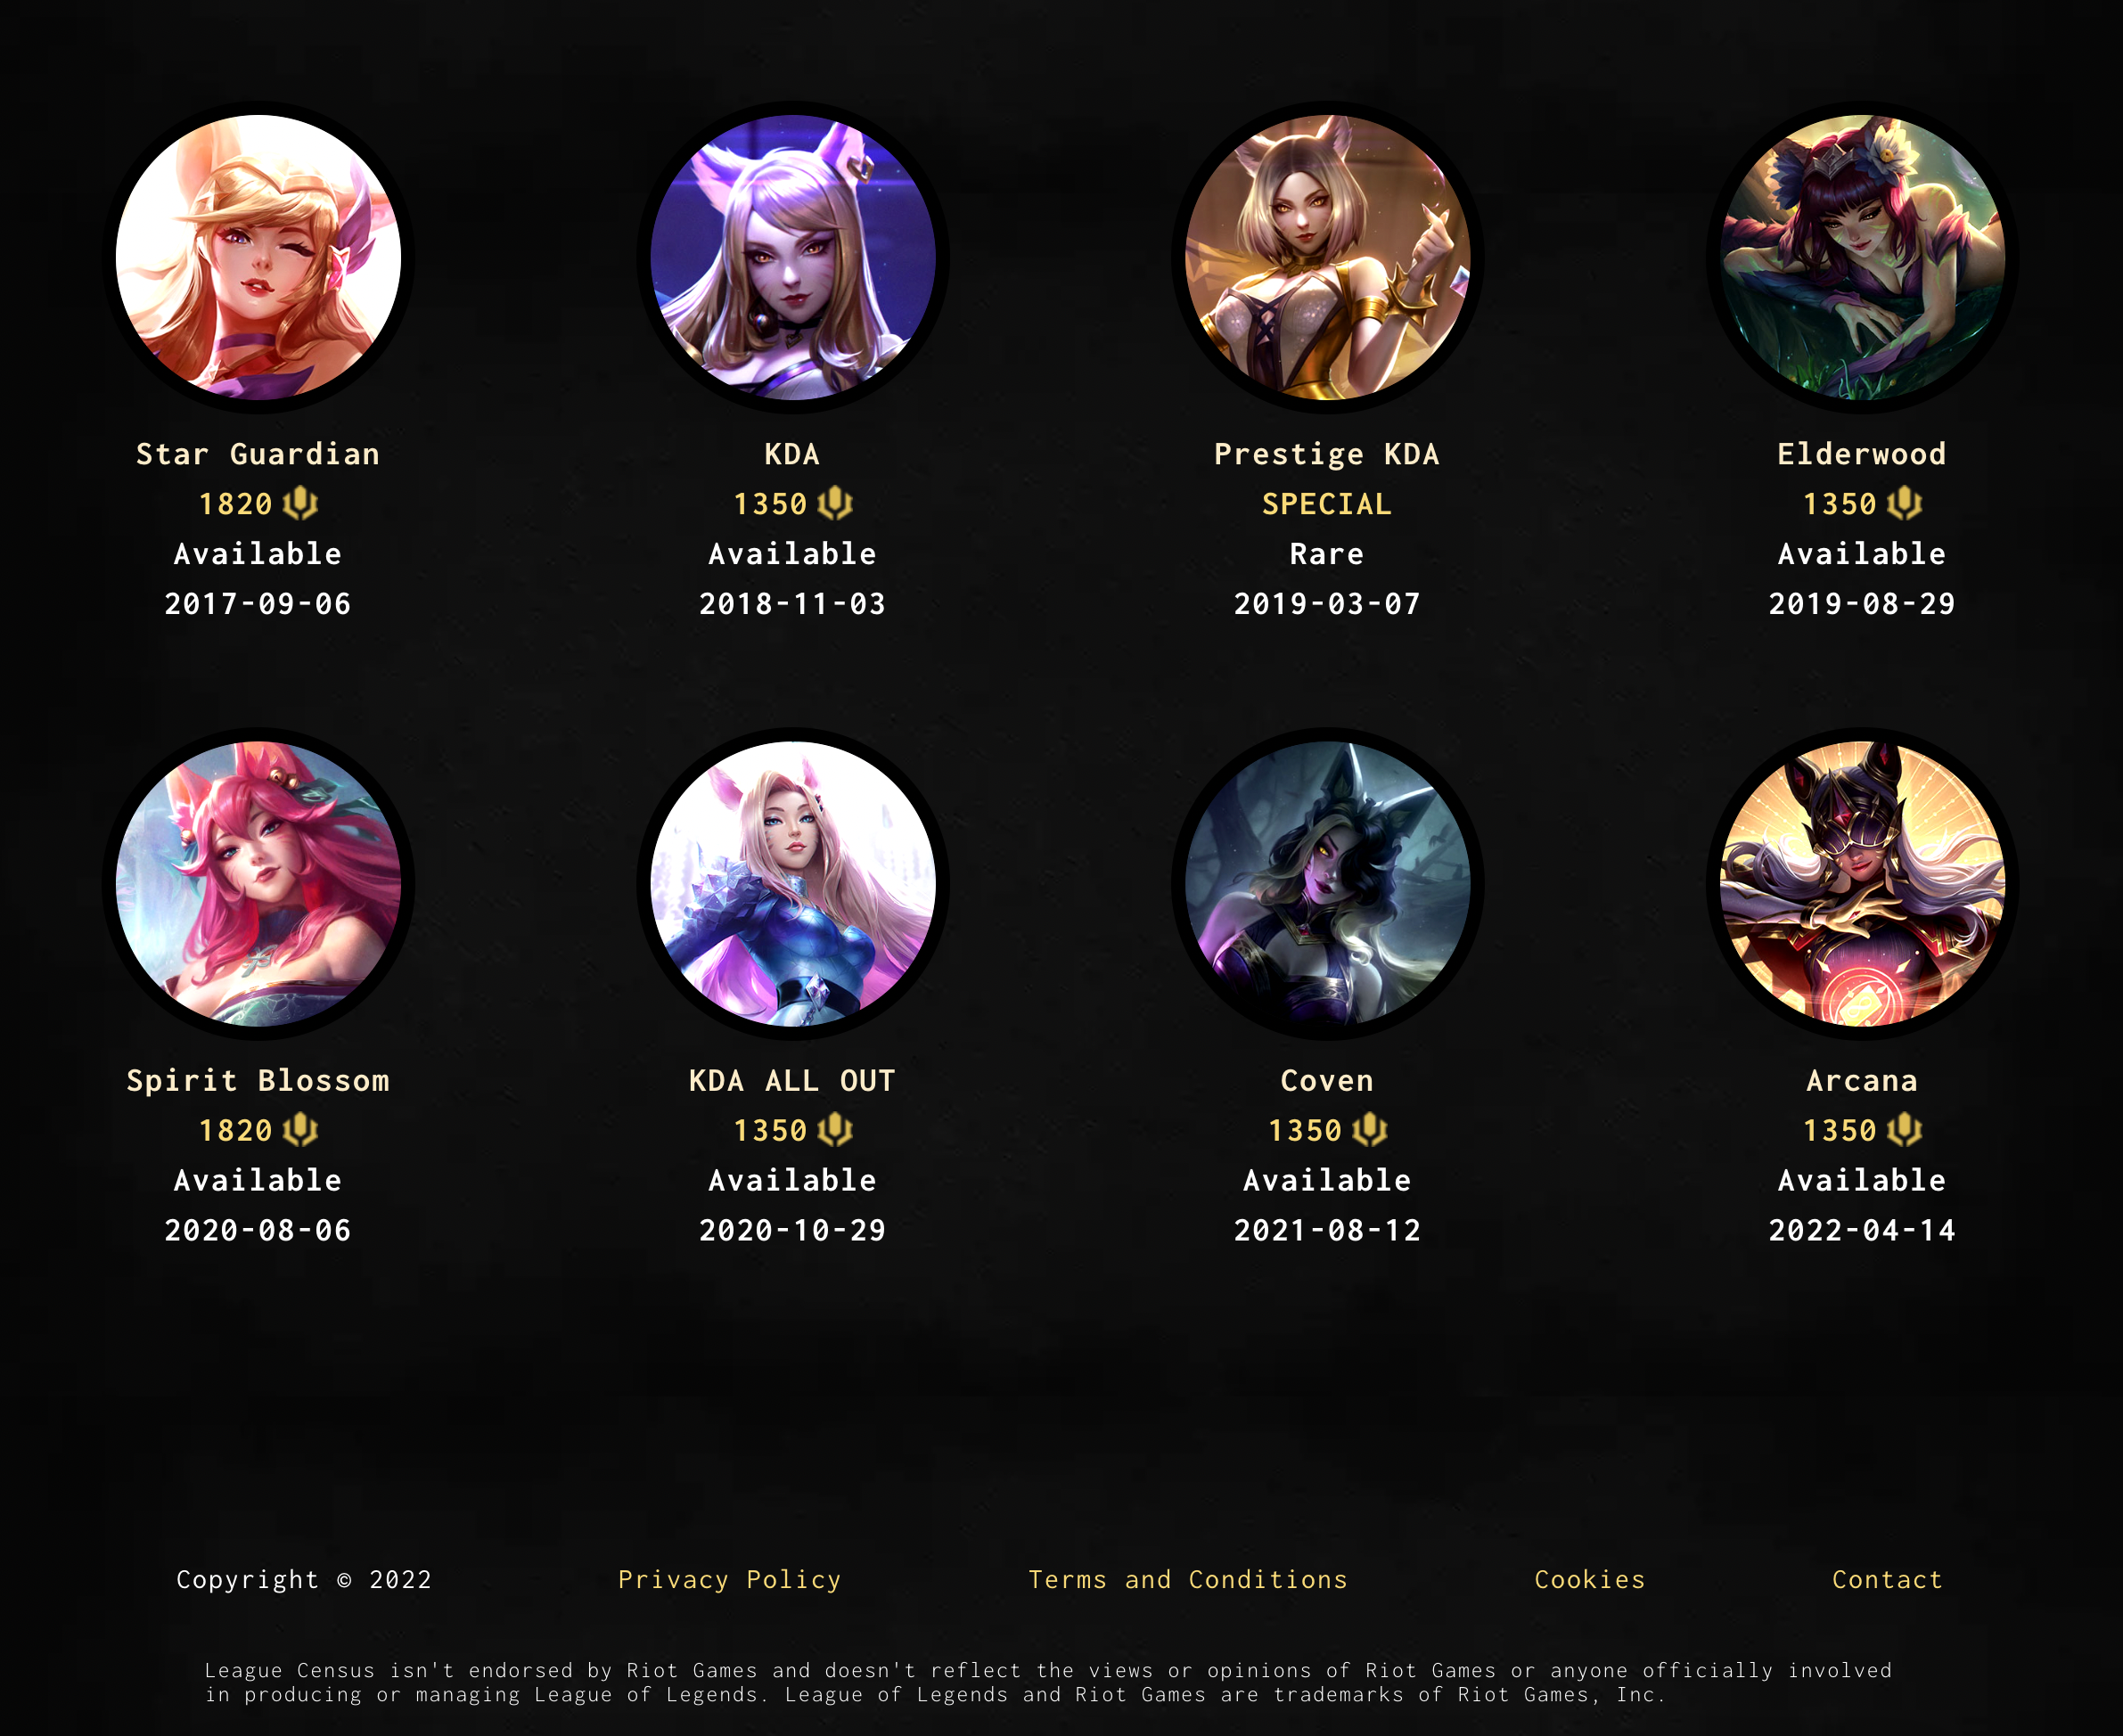 Star Guardian
1820
Available
2017-09-06
KDA
1350
Available
2018-11-03
Prestige KDA
SPECIAL
Rare
2019-03-07
Elderwood
1350
Available
2019-08-29
Spirit Blossom
1820
Available
2020-08-06
KDA ALL OUT
1350
Available
2020-10-29
Coven
1350
Available
2021-08-12
Arcana
1350
Available
2022-04-14
Copyright © 2022
Privacy Policy
Terms and Conditions
Cookies
Contact
League Census isn't endorsed by Riot Games and doesn't reflect the views or opinions of Riot Games or anyone officially involved
in producing or managing League of Legends. League of Legends and Riot Games are trademarks of Riot Games, Inc.